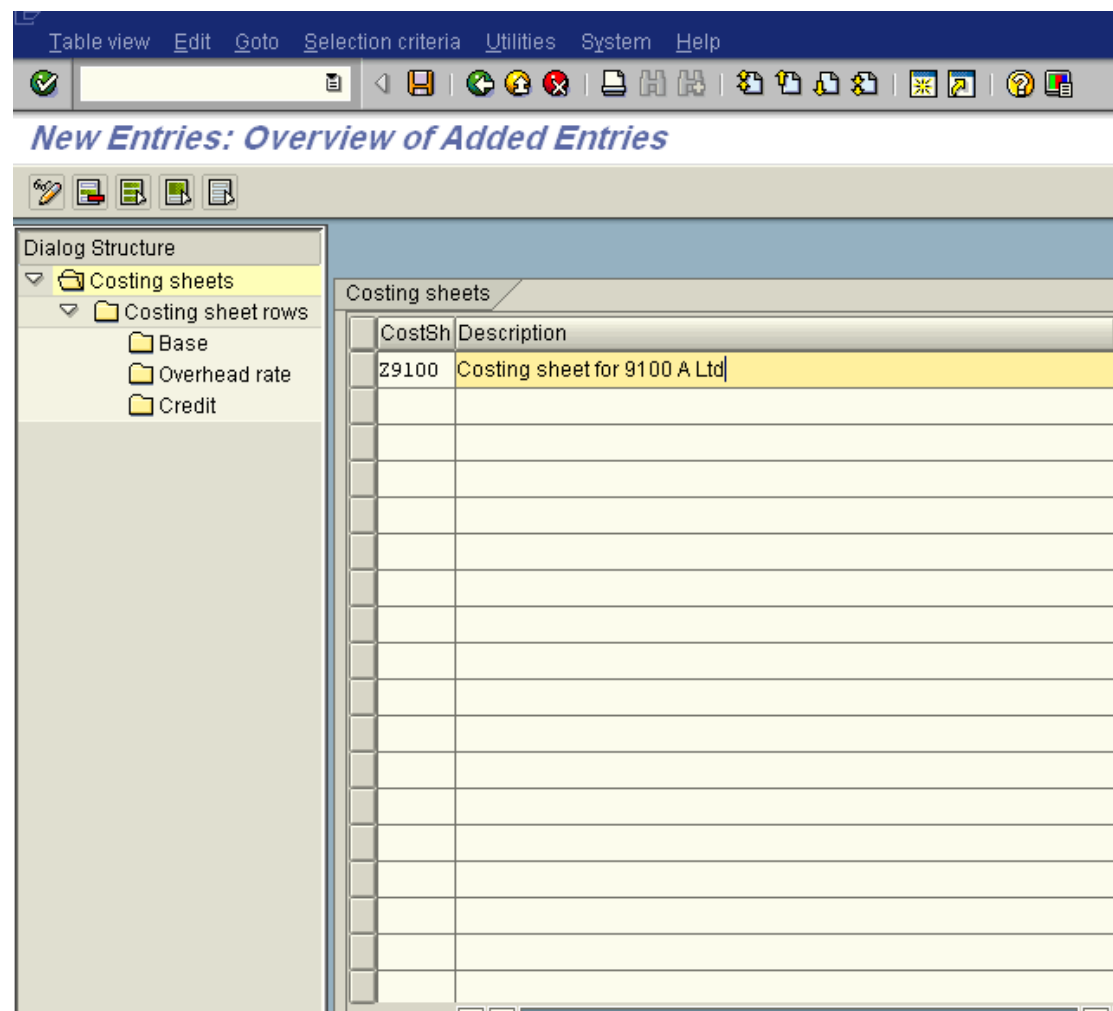 Table view Edit Goto Selection criteria Utilities System Help
New Entries: Overview of Added Entries
Dialog Structure
Costing sheets
Costing sheet rows
Base
Overhead rate
Credit
Costing sheets
CostSh Description
Z9100 Costing sheet for 9100 A Ltd